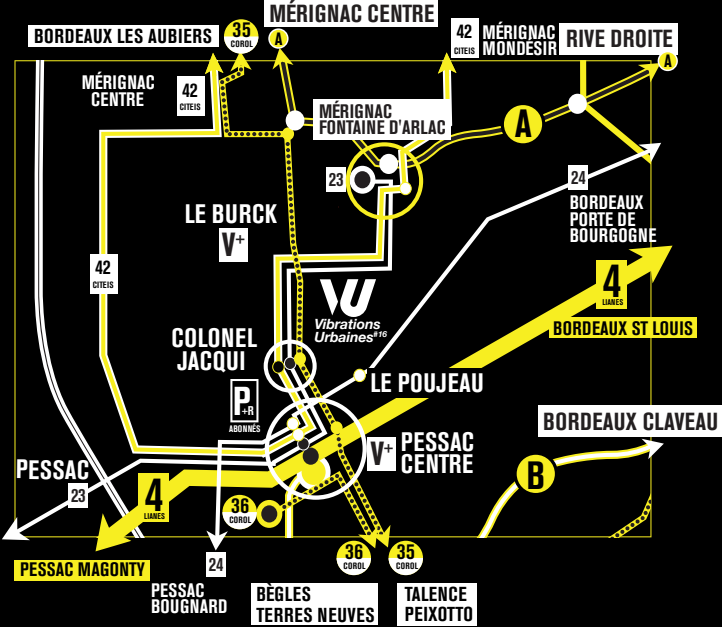 MÉRIGNAC CENTRE
BORDEAUX LES AUBIERS
35
COROL
A
42
CITEIS
MÉRIGNAC
MONDÉSIR
RIVE DROITE
A
MÉRIGNAC
CENTRE
42
CITEIS
MÉRIGNAC
FONTAINE D'ARLAC
A
23
24
BORDEAUX
PORTE DE
BOURGOGNE
LE BURCK
V+
42
CITEIS
4
LIANES
Vibrations
Urbaines#16
BORDEAUX ST LOUIS
COLONEL
JACQUI
LE POUJEAU
P+R
ABONNÉS
BORDEAUX CLAVEAU
V+
PESSAC
CENTRE
PESSAC
23
B
4
LIANES
36
COROL
PESSAC MAGONTY
24
36
COROL
35
COROL
PESSAC
BOUGNARD
BÈGLES
TERRES NEUVES
TALENCE
PEIXOTTO